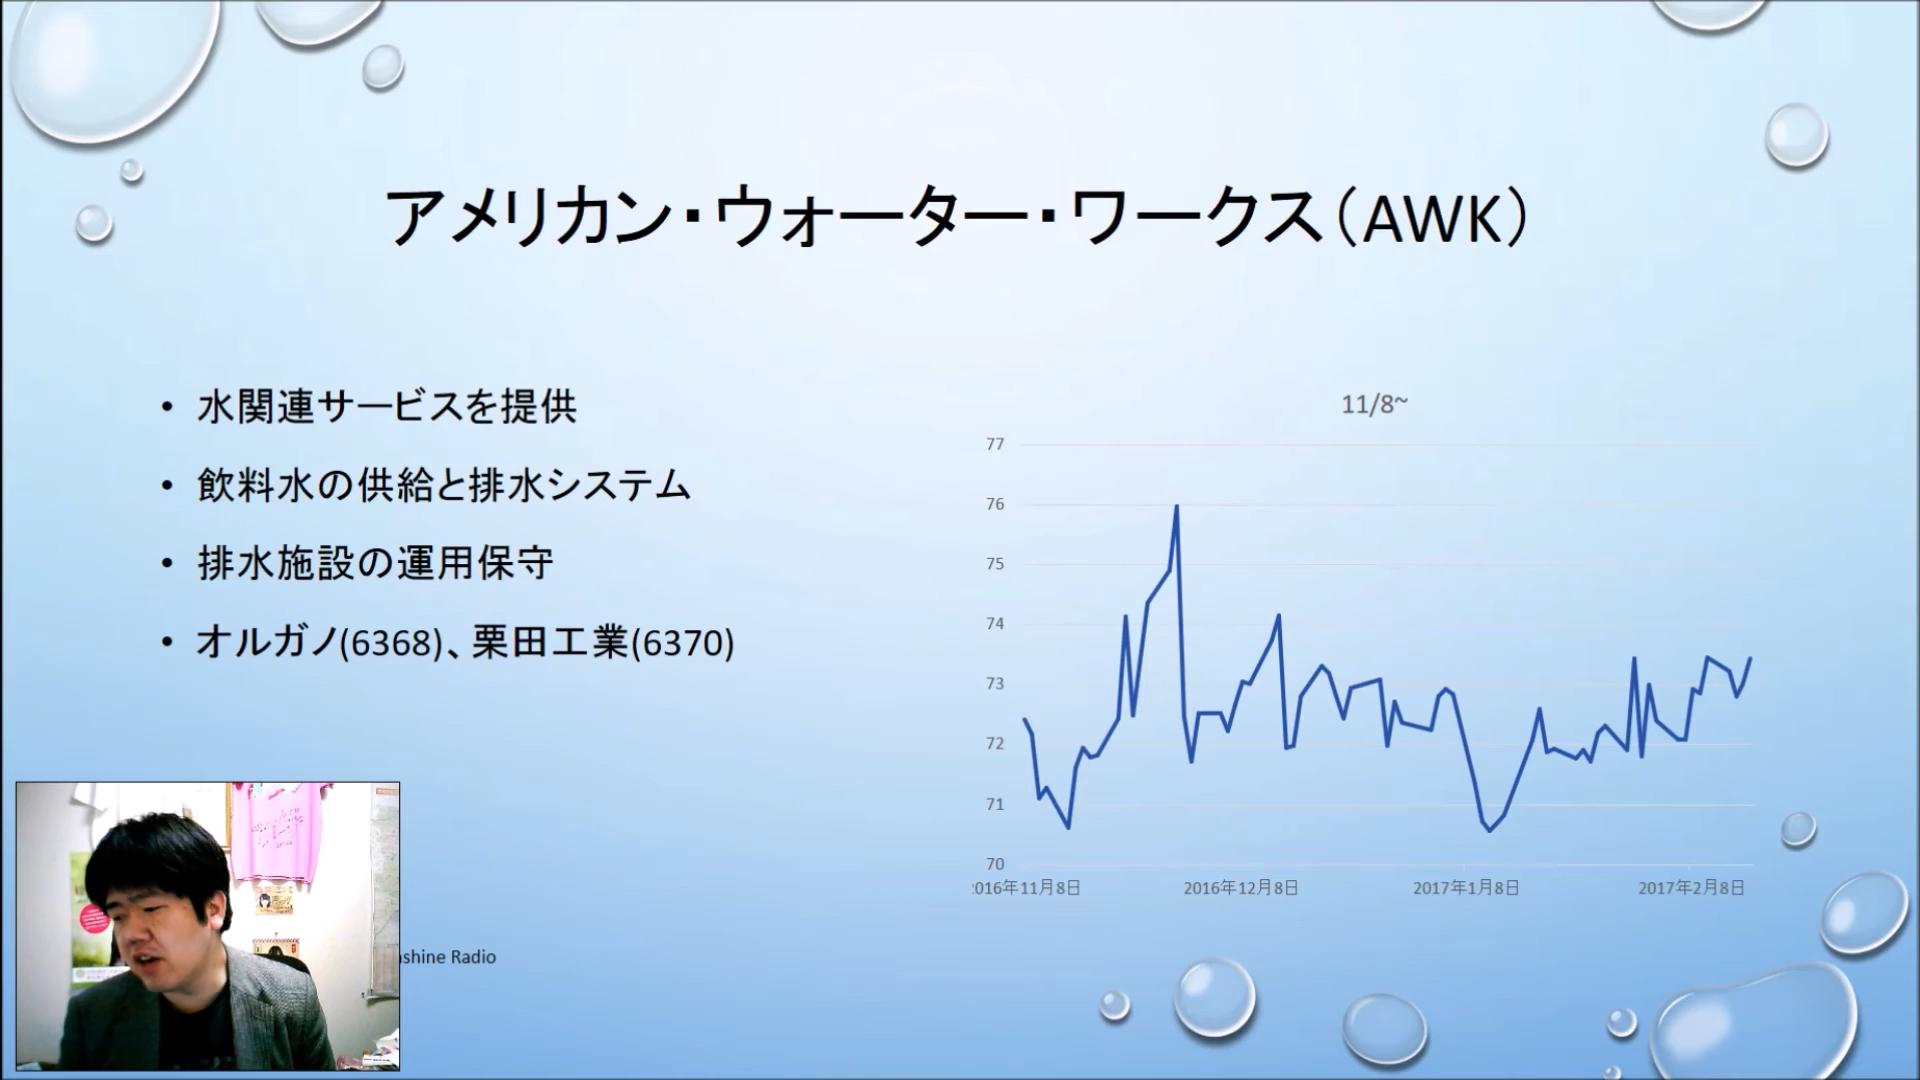 アメリカン・ウォーター・ワークス（AWK）
• 水関連サービスを提供
• 飲料水の供給と排水システム
• 排水施設の運用保守
• オルガノ(6368)、栗田工業(6370)
11/8~
77
76
75
74
73
72
71
70
016年11月8日 2016年12月8日 2017年1月8日 2017年2月8日
shine Radio